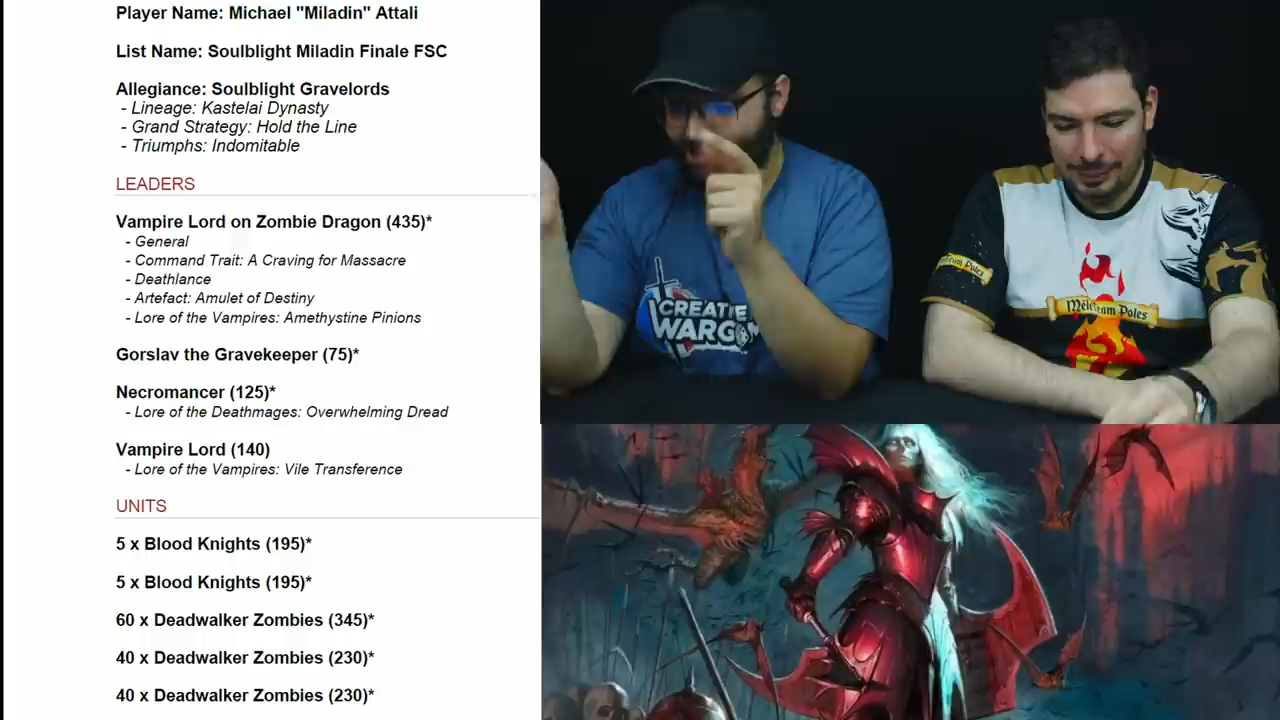 Player Name: Michael "Miladin" Attali
List Name: Soulblight Miladin Finale FSC
Allegiance: Soulblight Gravelords
- Lineage: Kastelai Dynasty
- Grand Strategy: Hold the Line
- Triumphs: Indomitable
LEADERS
Vampire Lord on Zombie Dragon (435)*
- General
- Command Trait: A Craving for Massacre
- Deathlance
- Artefact: Amulet of Destiny
- Lore of the Vampires: Amethystine Pinions
Gorslav the Gravekeeper (75)*
Necromancer (125)*
- Lore of the Deathmages: Overwhelming Dread
Vampire Lord (140)
- Lore of the Vampires: Vile Transference
UNITS
5 x Blood Knights (195)*
5 x Blood Knights (195)*
60 x Deadwalker Zombies (345)*
40 x Deadwalker Zombies (230)*
40 x Deadwalker Zombies (230)*
CREATIVE
WARG
Poles